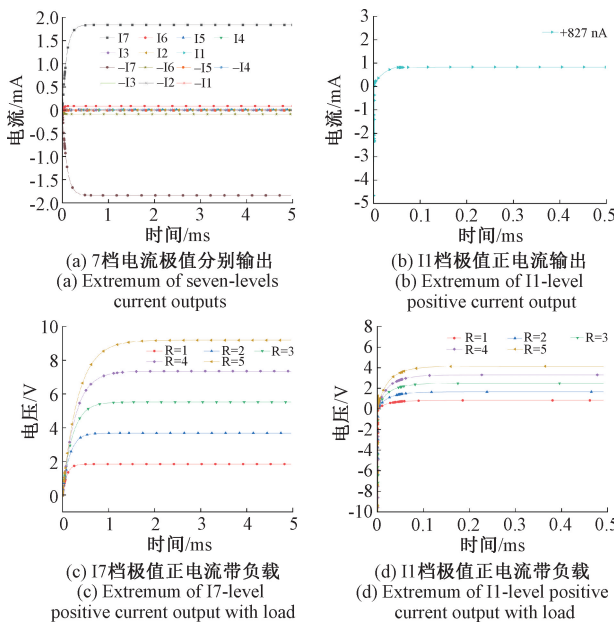 2.0
1.5
1.0
0.5
0
-0.5
-1.0
-1.5
2.0
电流/mA
I7 I6 I5 I4
I3 I2 I1
–I7 –I6 –I5 –I4
–I3 –I2 –I1
0 1 2 3 4 5
时间/ms
(a) 7档电流极值分别输出
(a) Extremum of seven-levels
current outputs
3
2
1
0
-1
-2
-3
-4
-5
电流/mA
+827 nA
0 0.1 0.2 0.3 0.4 0.5
时间/ms
(b) I1档极值正电流输出
(b) Extremum of I1-level
positive current output
10
8
6
4
2
0
电压/V
R=1 R=2 R=3
R=4 R=5
0 1 2 3 4 5
时间/ms
(c) I7档极值正电流带负载
(c) Extremum of I7-level
positive current output with load
8
6
4
2
0
2
4
6
8
-10
电压/V
R=1 R=2 R=3
R=4 R=5
0 0.1 0.2 0.3 0.4 0.5
时间/ms
(d) I1档极值正电流带负载
(d) Extremum of I1-level positive
current output with load